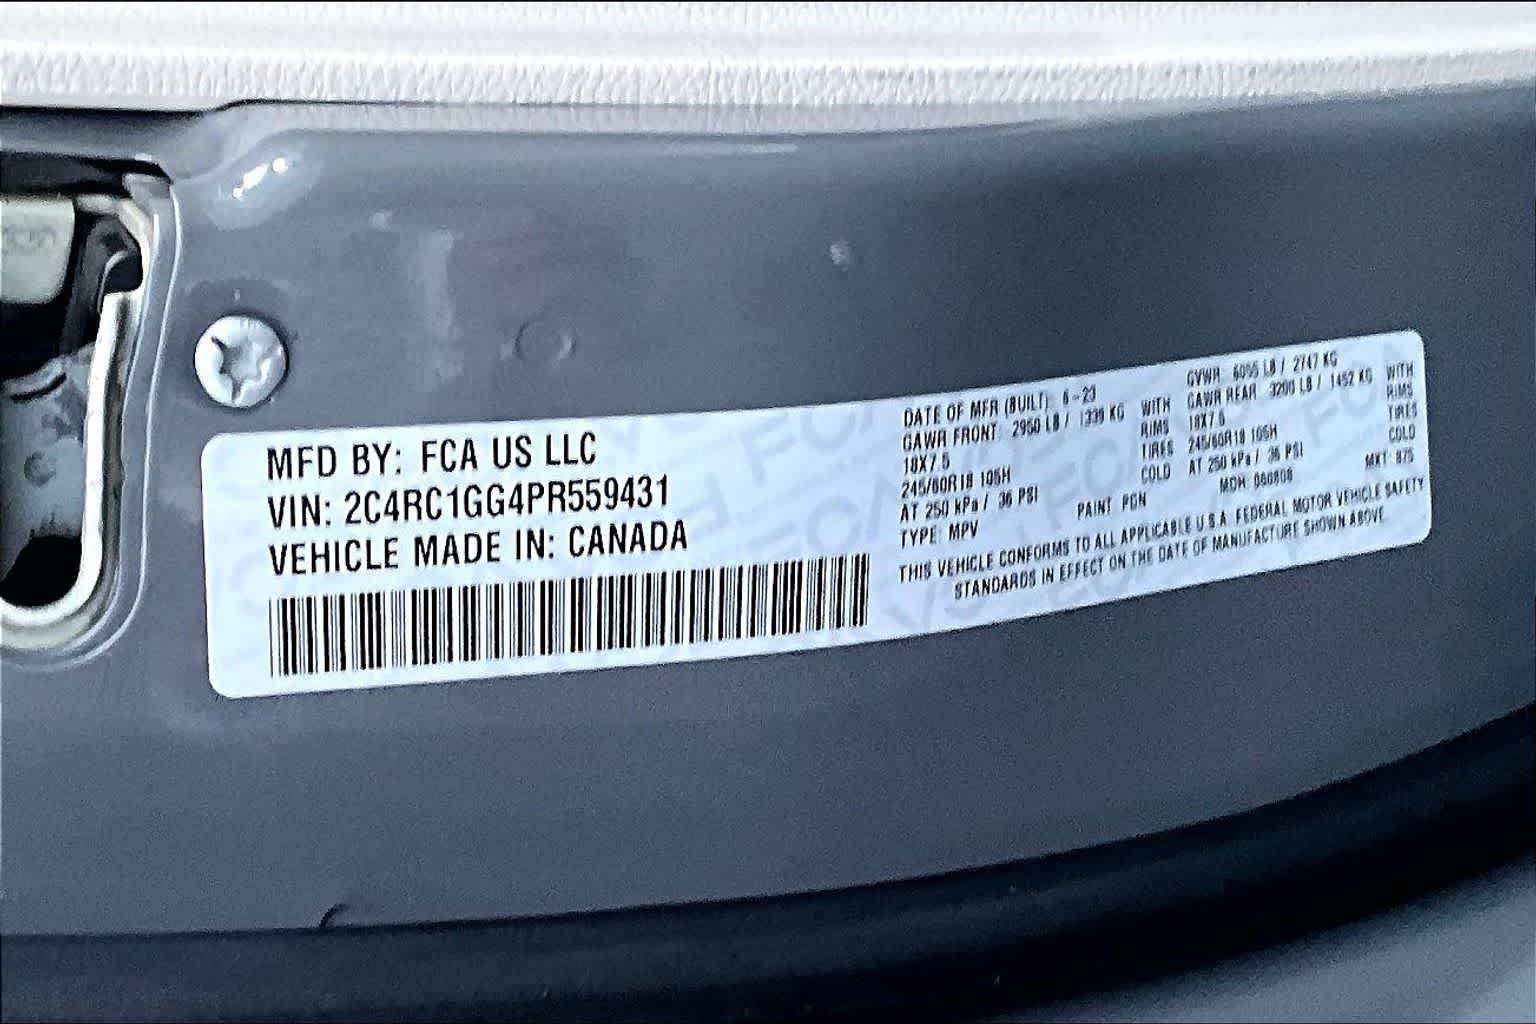 MFD BY: FCA US LLC
VIN: 2C4RC1GG4PR559431
VEHICLE MADE IN: CANADA
DATE OF MFR (BUILT): 6-23
GAWR FRONT: 2950 LB / 1339 KG WITH
18X7.5 RIMS
245/60R18 105H TIRES
AT 250 kPa / 36 PSI COLD
TYPE: MPV PAINT: PDN
GVWR: 6055 LB / 2747 KG
GAWR REAR: 3200 LB / 1452 KG WITH
18X7.5 RIMS
245/60R18 105H TIRES
AT 250 kPa / 36 PSI COLD
MDH: 060808 MKT: 875
THIS VEHICLE CONFORMS TO ALL APPLICABLE U.S.A. FEDERAL MOTOR VEHICLE SAFETY
STANDARDS IN EFFECT ON THE DATE OF MANUFACTURE SHOWN ABOVE.